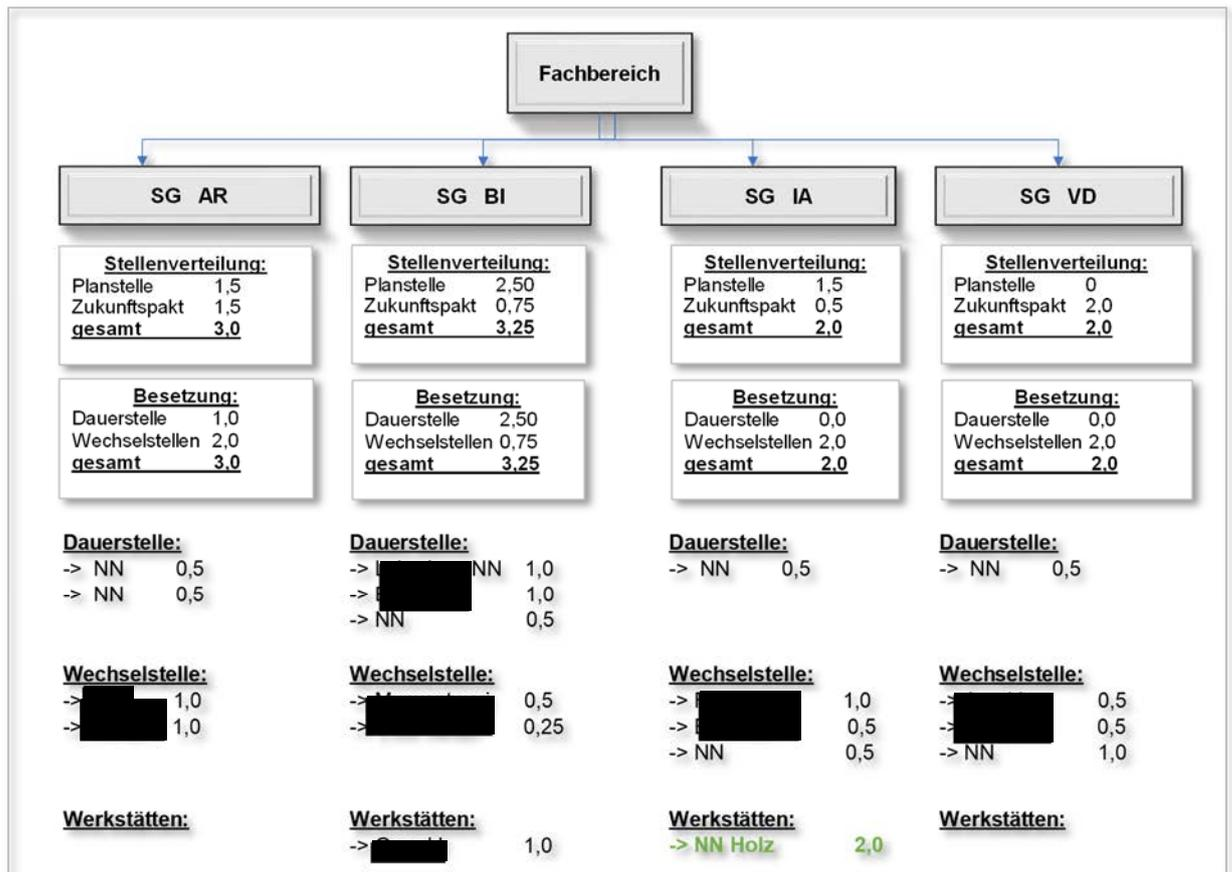 Fachbereich
SG AR
SG BI
SG IA
SG VD
Stellenverteilung:
Planstelle 1,5
Zukunftspakt 1,5
gesamt 3,0
Stellenverteilung:
Planstelle 2,50
Zukunftspakt 0,75
gesamt 3,25
Stellenverteilung:
Planstelle 1,5
Zukunftspakt 0,5
gesamt 2,0
Stellenverteilung:
Planstelle 0
Zukunftspakt 2,0
gesamt 2,0
Besetzung:
Dauerstelle 1,0
Wechselstellen 2,0
gesamt 3,0
Besetzung:
Dauerstelle 2,50
Wechselstellen 0,75
gesamt 3,25
Besetzung:
Dauerstelle 0,0
Wechselstellen 2,0
gesamt 2,0
Besetzung:
Dauerstelle 0,0
Wechselstellen 2,0
gesamt 2,0
Dauerstelle:
-> NN 0,5
-> NN 0,5
Dauerstelle:
-> NN 1,0
-> 1,0
-> NN 0,5
Dauerstelle:
-> NN 0,5
Dauerstelle:
-> NN 0,5
Wechselstelle:
-> 1,0
-> 1,0
Wechselstelle:
-> 0,5
-> 0,25
Wechselstelle:
-> 1,0
-> 0,5
-> NN 0,5
Wechselstelle:
-> 0,5
-> 0,5
-> NN 1,0
Werkstätten:
Werkstätten:
-> 1,0
Werkstätten:
-> NN Holz 2,0
Werkstätten: